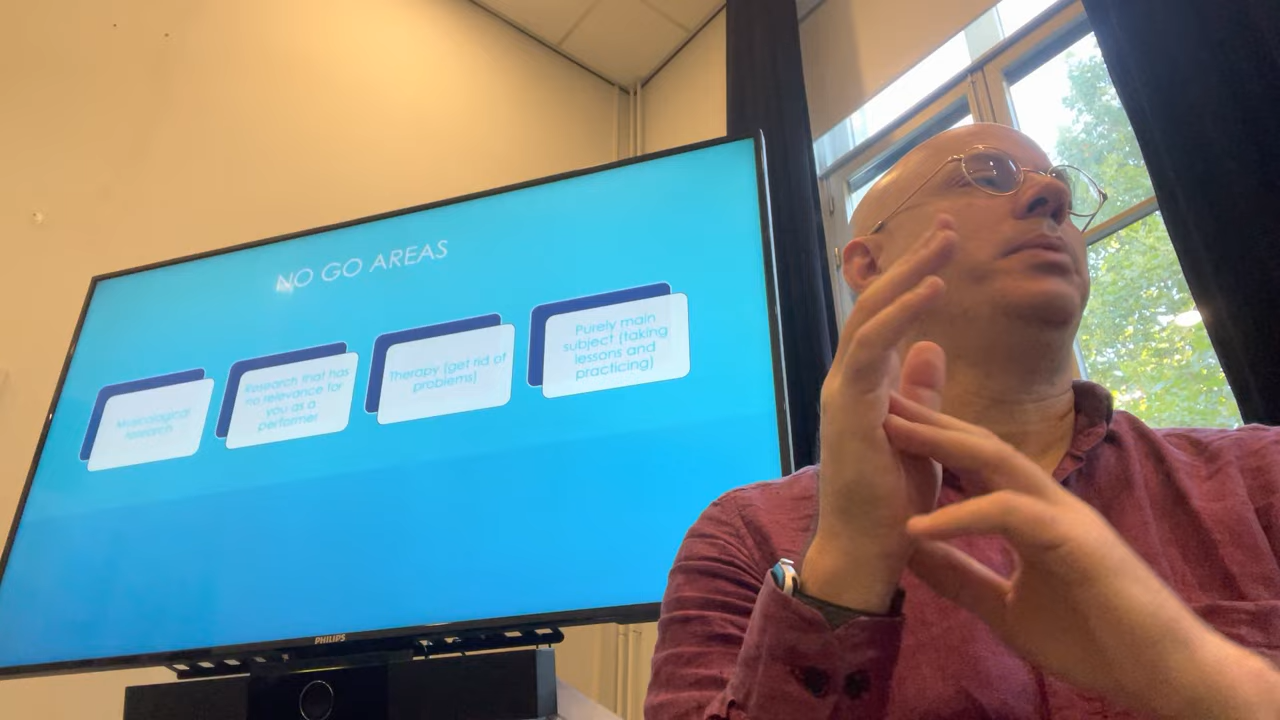 NO GO AREAS
Musicological
research
Research that has
no relevance for
you as a
performer
Therapy (get rid of
problems)
Purely main
subject (taking
lessons and
practicing)
PHILIPS